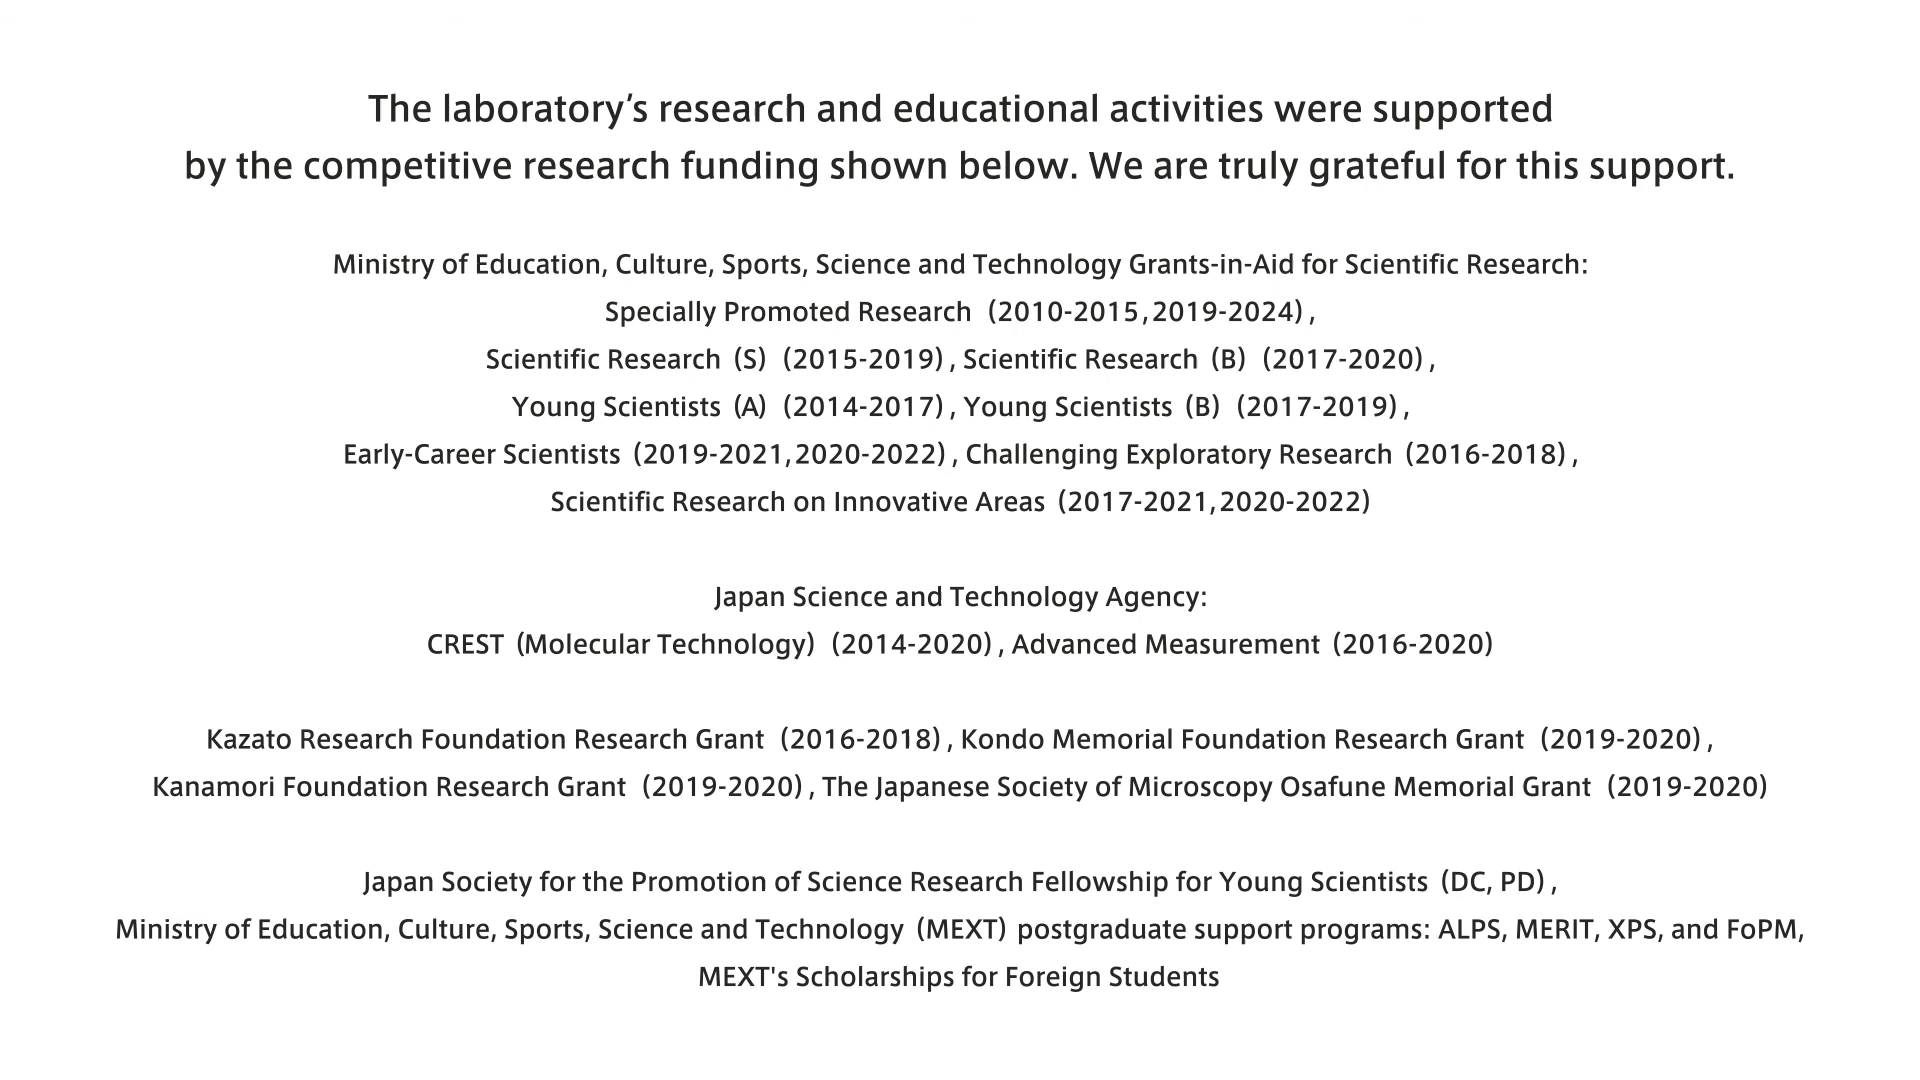 The laboratory’s research and educational activities were supported
by the competitive research funding shown below. We are truly grateful for this support.
Ministry of Education, Culture, Sports, Science and Technology Grants-in-Aid for Scientific Research:
Specially Promoted Research (2010-2015,2019-2024),
Scientific Research (S) (2015-2019), Scientific Research (B) (2017-2020),
Young Scientists (A) (2014-2017), Young Scientists (B) (2017-2019),
Early-Career Scientists (2019-2021,2020-2022), Challenging Exploratory Research (2016-2018),
Scientific Research on Innovative Areas (2017-2021,2020-2022)
Japan Science and Technology Agency:
CREST (Molecular Technology) (2014-2020), Advanced Measurement (2016-2020)
Kazato Research Foundation Research Grant (2016-2018), Kondo Memorial Foundation Research Grant (2019-2020),
Kanamori Foundation Research Grant (2019-2020), The Japanese Society of Microscopy Osafune Memorial Grant (2019-2020)
Japan Society for the Promotion of Science Research Fellowship for Young Scientists (DC, PD),
Ministry of Education, Culture, Sports, Science and Technology (MEXT) postgraduate support programs: ALPS, MERIT, XPS, and FoPM,
MEXT's Scholarships for Foreign Students